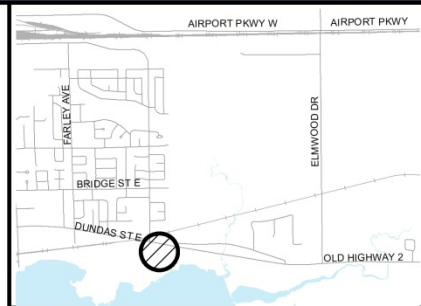 AIRPORT PKWY W
AIRPORT PKWY
FARLEY AVE
ELMWOOD DR
BRIDGE ST E
DUNDAS ST E
OLD HIGHWAY 2